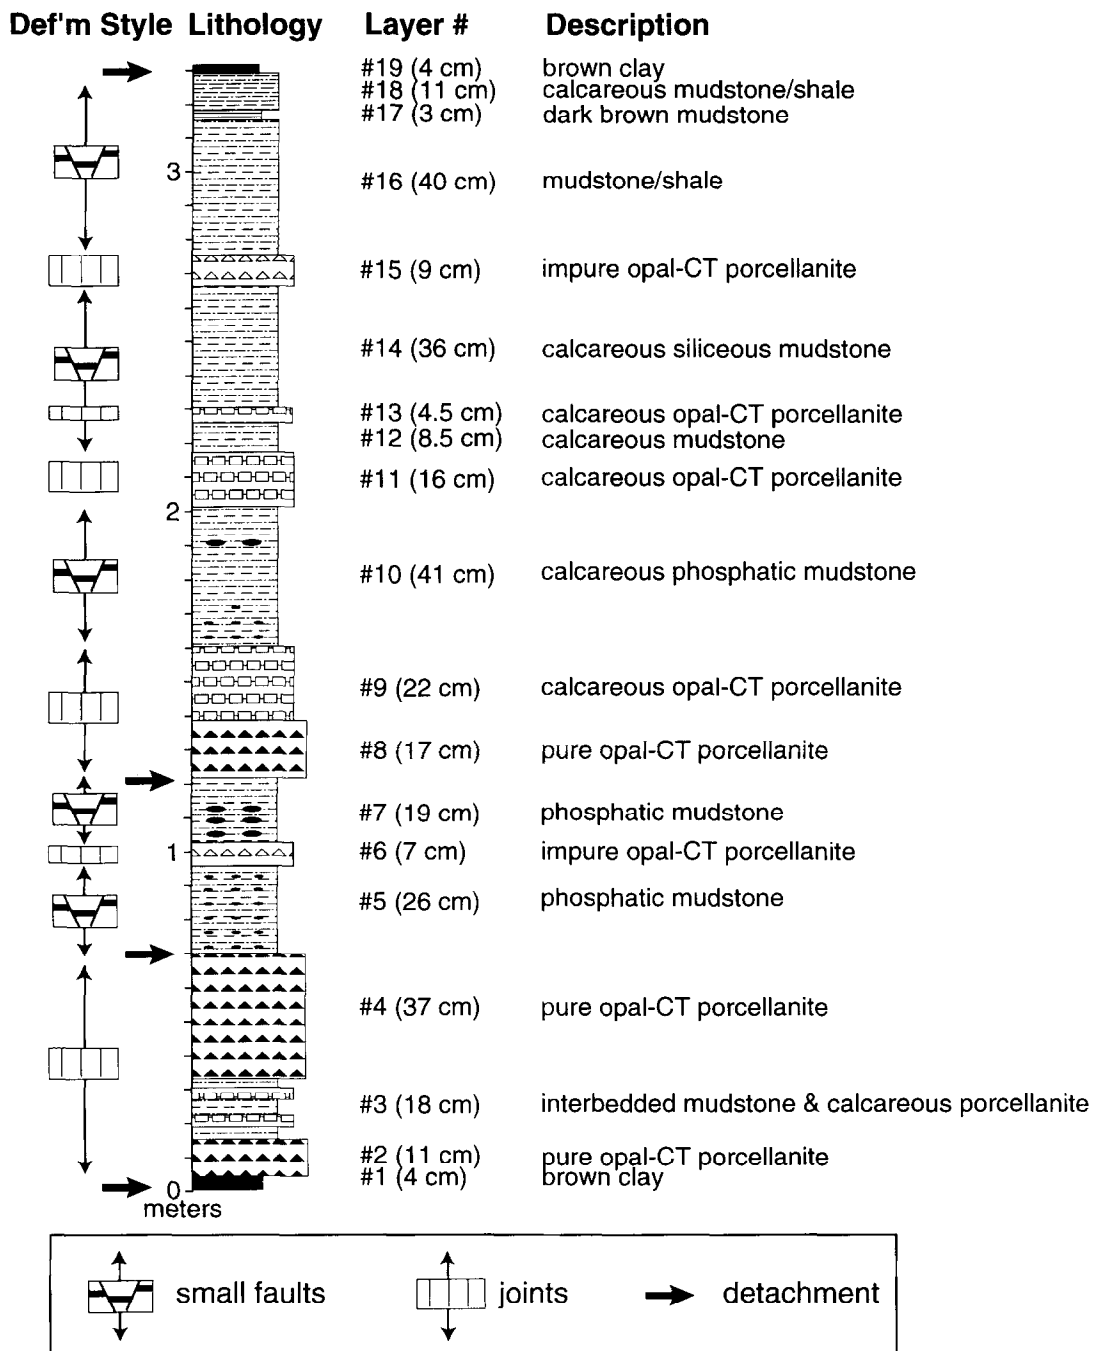 Def'm Style Lithology Layer # Description
#19 (4 cm) brown clay
#18 (11 cm) calcareous mudstone/shale
#17 (3 cm) dark brown mudstone
3 #16 (40 cm) mudstone/shale
#15 (9 cm) impure opal-CT porcellanite
#14 (36 cm) calcareous siliceous mudstone
#13 (4.5 cm) calcareous opal-CT porcellanite
#12 (8.5 cm) calcareous mudstone
#11 (16 cm) calcareous opal-CT porcellanite
2
#10 (41 cm) calcareous phosphatic mudstone
#9 (22 cm) calcareous opal-CT porcellanite
#8 (17 cm) pure opal-CT porcellanite
#7 (19 cm) phosphatic mudstone
1 #6 (7 cm) impure opal-CT porcellanite
#5 (26 cm) phosphatic mudstone
#4 (37 cm) pure opal-CT porcellanite
#3 (18 cm) interbedded mudstone & calcareous porcellanite
#2 (11 cm) pure opal-CT porcellanite
#1 (4 cm) brown clay
0
meters
small faults joints detachment